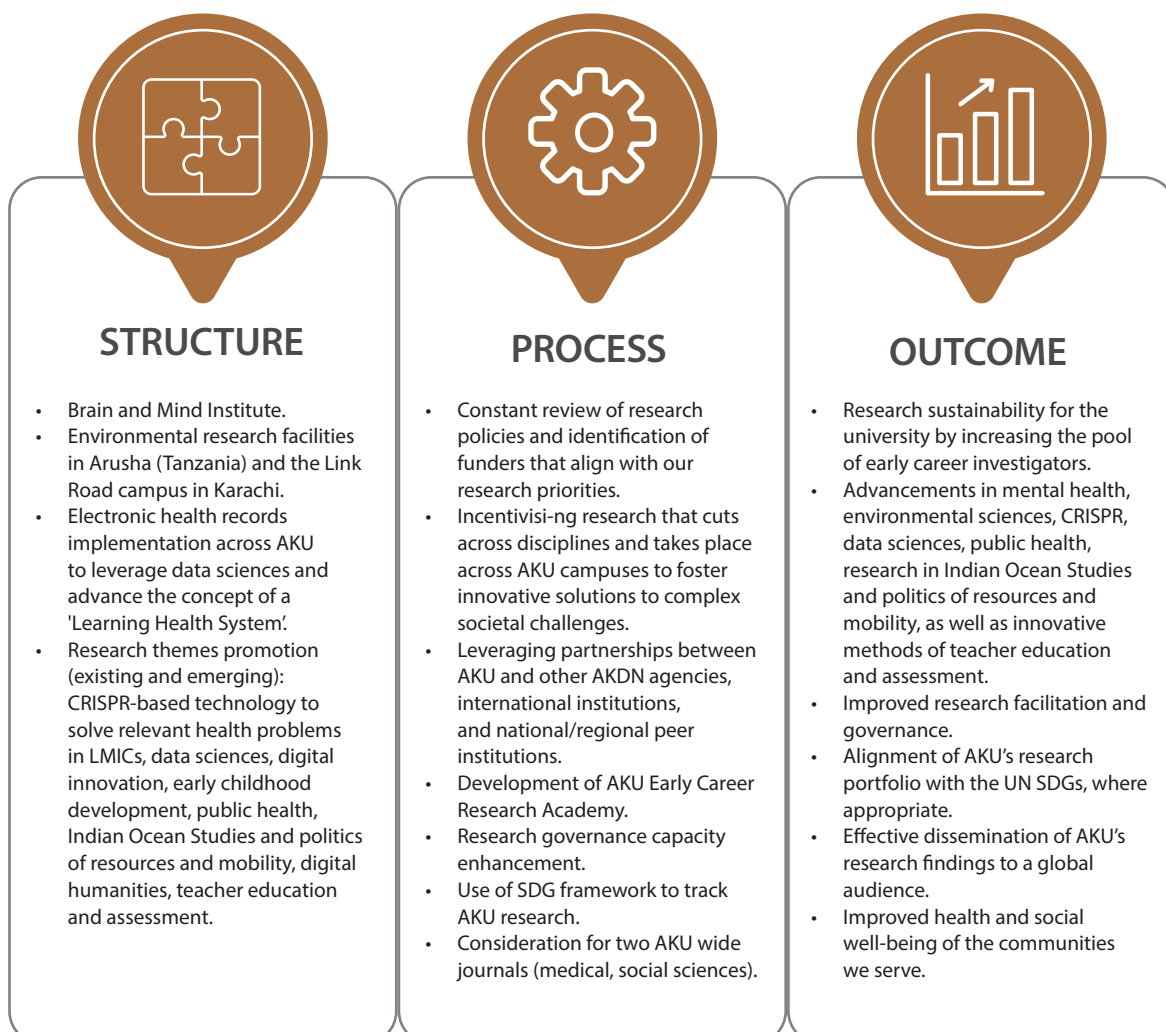 STRUCTURE
• Brain and Mind Institute.
• Environmental research facilities
in Arusha (Tanzania) and the Link
Road campus in Karachi.
• Electronic health records
implementation across AKU
to leverage data sciences and
advance the concept of a
'Learning Health System'.
• Research themes promotion
(existing and emerging):
CRISPR-based technology to
solve relevant health problems
in LMICs, data sciences, digital
innovation, early childhood
development, public health,
Indian Ocean Studies and politics
of resources and mobility, digital
humanities, teacher education
and assessment.
PROCESS
• Constant review of research
policies and identification of
funders that align with our
research priorities.
• Incentivisi-ng research that cuts
across disciplines and takes place
across AKU campuses to foster
innovative solutions to complex
societal challenges.
• Leveraging partnerships between
AKU and other AKDN agencies,
international institutions,
and national/regional peer
institutions.
• Development of AKU Early Career
Research Academy.
• Research governance capacity
enhancement.
• Use of SDG framework to track
AKU research.
• Consideration for two AKU wide
journals (medical, social sciences).
OUTCOME
• Research sustainability for the
university by increasing the pool
of early career investigators.
• Advancements in mental health,
environmental sciences, CRISPR,
data sciences, public health,
research in Indian Ocean Studies
and politics of resources and
mobility, as well as innovative
methods of teacher education
and assessment.
• Improved research facilitation and
governance.
• Alignment of AKU's research
portfolio with the UN SDGs, where
appropriate.
• Effective dissemination of AKU's
research findings to a global
audience.
• Improved health and social
well-being of the communities
we serve.